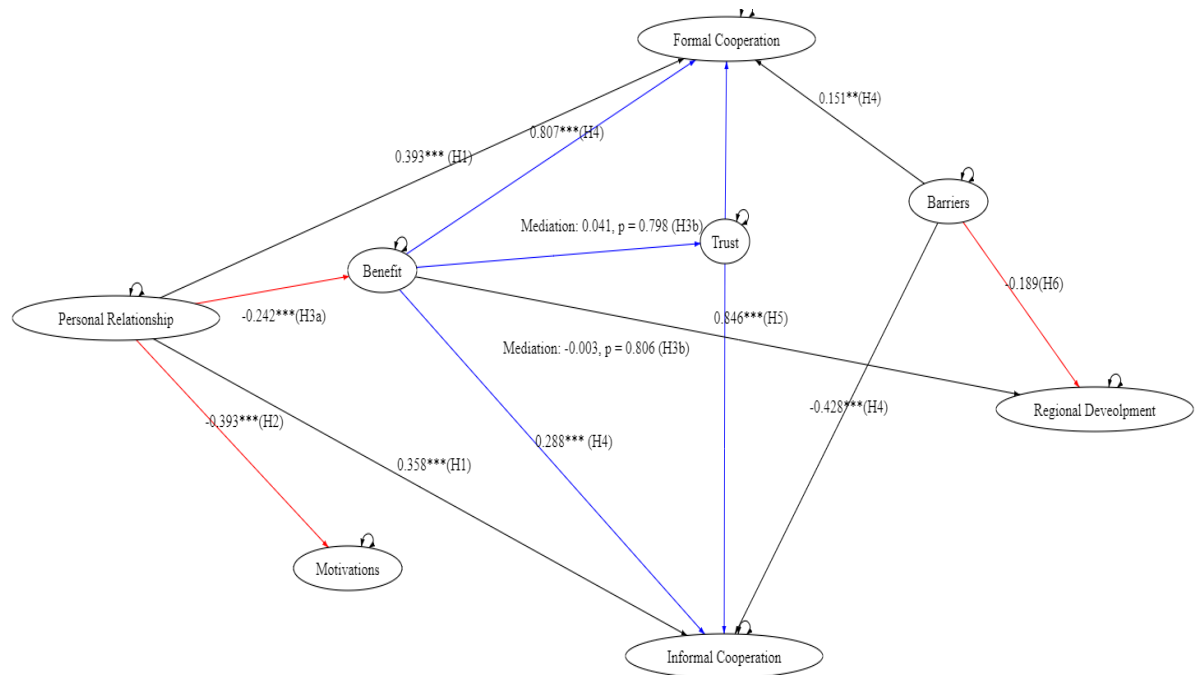 Formal Cooperation
0.151**(H4)
0.807***(H4)
0.393*** (H1)
Barriers
Mediation: 0.041, p = 0.798 (H3b)
Trust
Benefit
-0.189(H6)
Personal Relationship
-0.242***(H3a)
0.846***(H5)
Mediation: -0.003, p = 0.806 (H3b)
-0.428***(H4)
Regional Deveolpment
-0.393***(H2)
0.288*** (H4)
0.358***(H1)
Motivations
Informal Cooperation